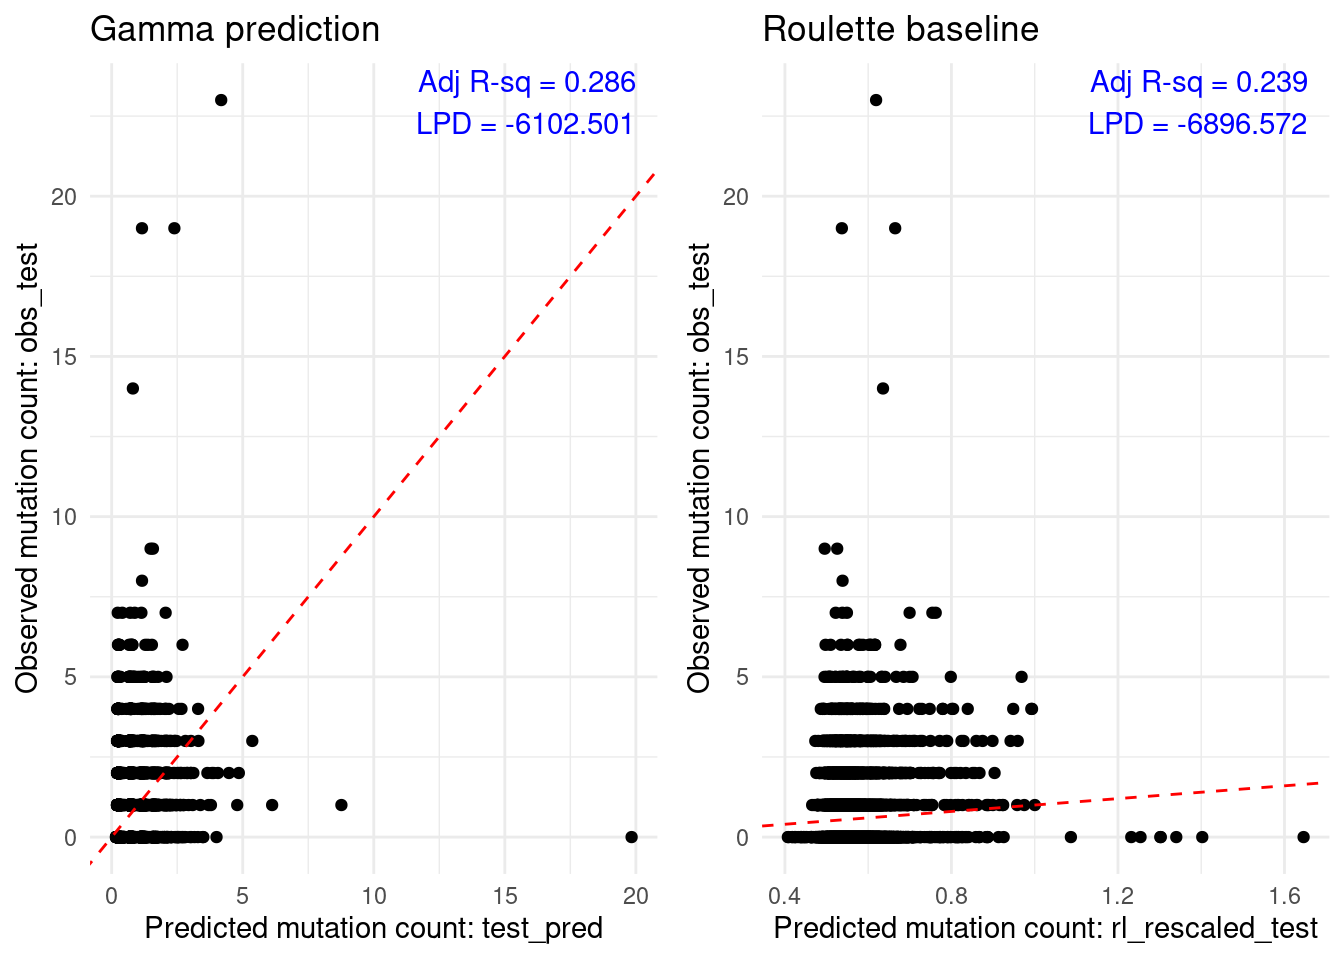 Gamma prediction
Adj R-sq = 0.286
LPD = -6102.501
20
15
10
5
0
Observed mutation count: obs_test
0
5
10
15
20
Predicted mutation count: test_pred
Roulette baseline
Adj R-sq = 0.239
LPD = -6896.572
20
15
10
5
0
Observed mutation count: obs_test
0.4
0.8
1.2
1.6
Predicted mutation count: rl_rescaled_test